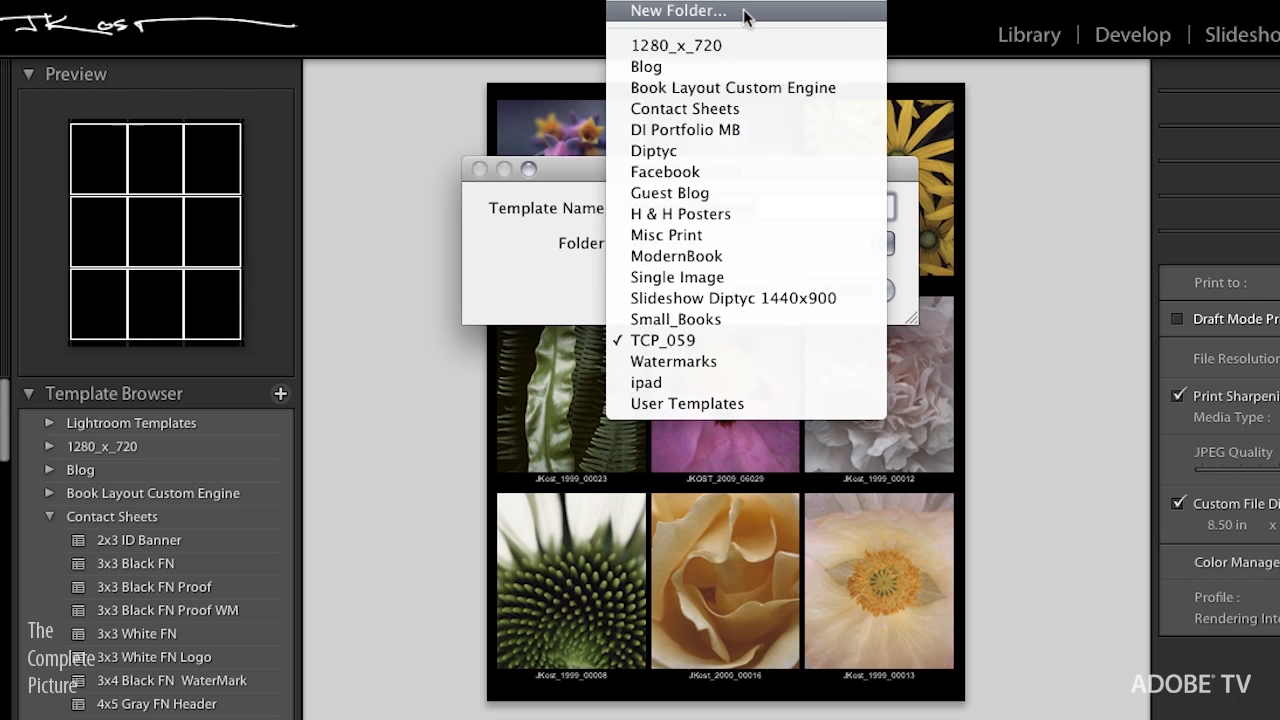 JKost
New Folder...
Library | Develop | Slidesho
Preview
1280_x_720
Blog
Book Layout Custom Engine
Contact Sheets
DI Portfolio MB
Diptyc
Facebook
Guest Blog
H & H Posters
Misc Print
ModernBook
Single Image
Slideshow Diptyc 1440x900
Small_Books
✓ TCP_059
Watermarks
ipad
User Templates
Template Name
Folder
Print to :
Draft Mode Pr
File Resolution
Print Sharpeni
Media Type :
JPEG Quality
Custom File Di
8.50 in x
Color Manage
Profile :
Rendering Inte
Template Browser +
Lightroom Templates
1280_x_720
Blog
Book Layout Custom Engine
Contact Sheets
2x3 ID Banner
3x3 Black FN
3x3 Black FN Proof
3x3 Black FN Proof WM
3x3 White FN
3x3 White FN Logo
3x4 Black FN WaterMark
4x5 Gray FN Header
JKost_1999_00023
JKOST_2009_06029
JKost_1999_00012
JKost_1999_00008
JKost_2000_00016
JKost_1999_00013
The
Complete
Picture
ADOBE® TV